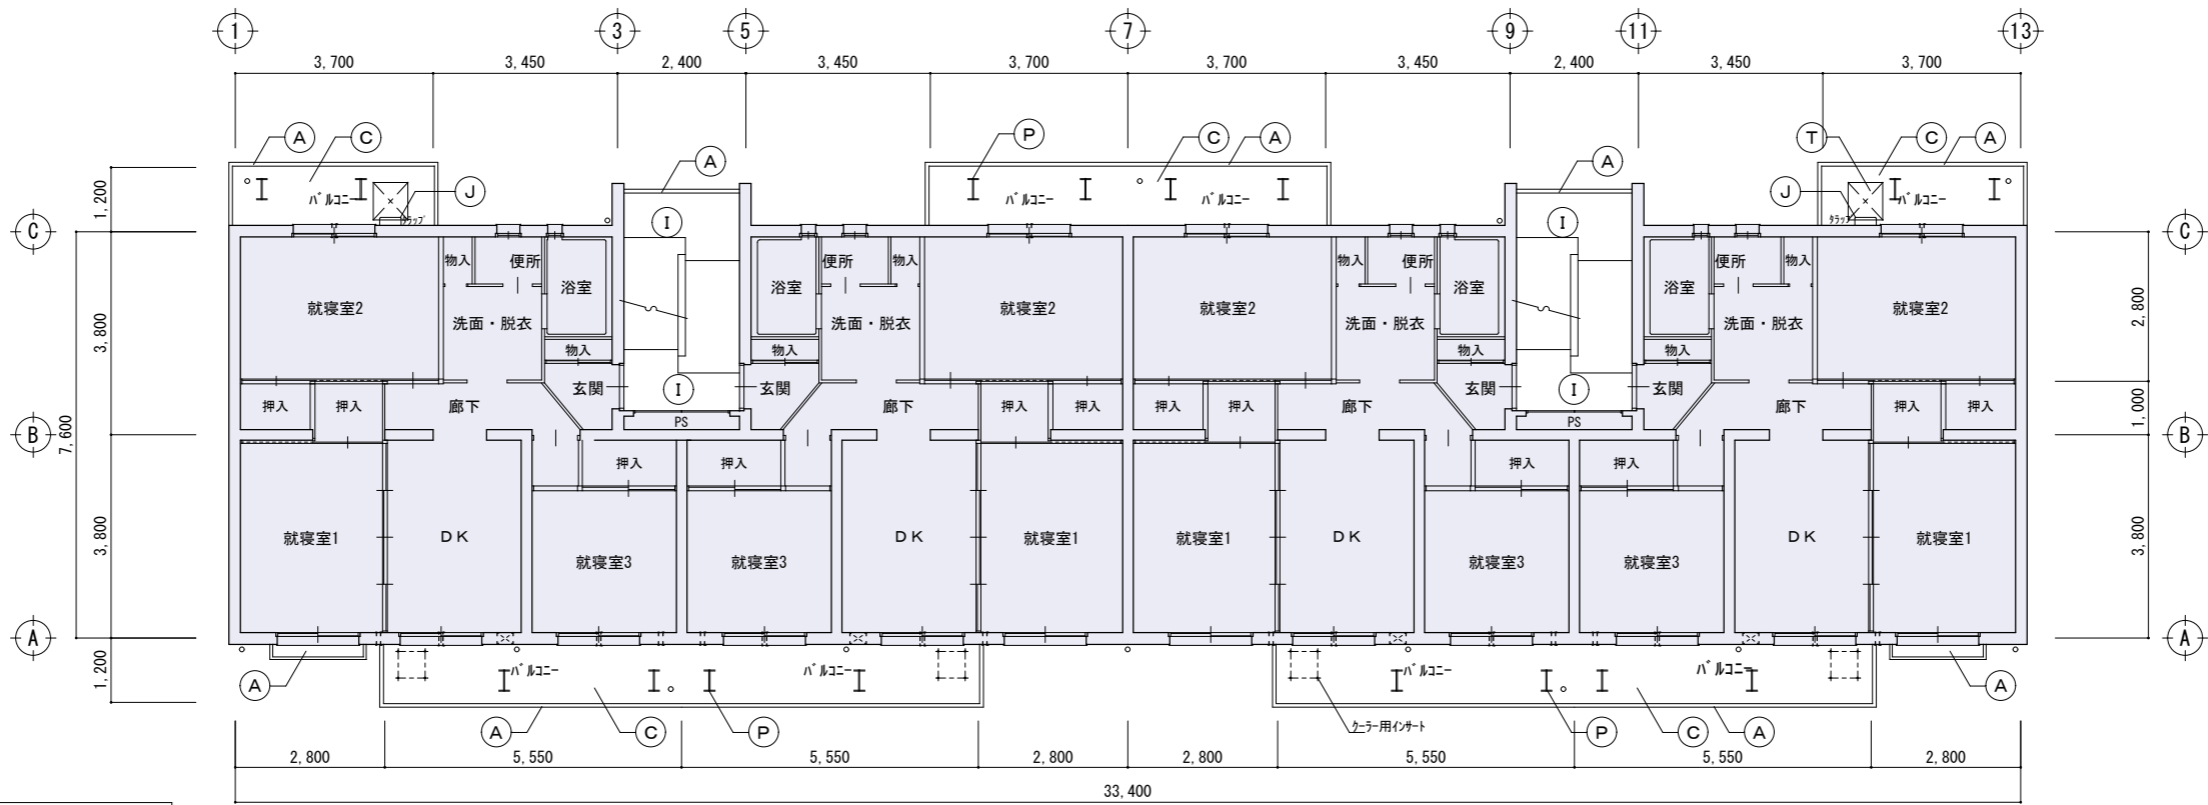 1 3 5 7 9 11 13
3,700 3,450 2,400 3,450 3,700 3,700 3,450 2,400 3,450 3,700
A C P C A T C A
A A
1,200 バルコニー J バルコニー バルコニー J バルコニー
タラップ タラップ
C I I C
物入 便所 便所 物入 物入 便所 便所 物入
浴室 浴室 浴室 浴室
就寝室2 就寝室2 就寝室2 就寝室2
洗面・脱衣 洗面・脱衣 洗面・脱衣 洗面・脱衣
3,800 2,800
物入 物入 物入 物入
玄関 I 玄関 玄関 I 玄関
押入 押入 廊下 廊下 押入 押入 押入 押入 廊下 廊下 押入 押入
PS PS
1,000
7,600
B B
押入 押入 押入 押入
就寝室1 DK DK 就寝室1 就寝室1 DK DK 就寝室1
就寝室3 就寝室3 就寝室3 就寝室3
3,800 3,800
A A
バルコニー バルコニー バルコニー バルコニー
1,200
A A
A C P クーラー用インサート P C A
2,800 5,550 5,550 2,800 2,800 5,550 5,550 2,800
33,400